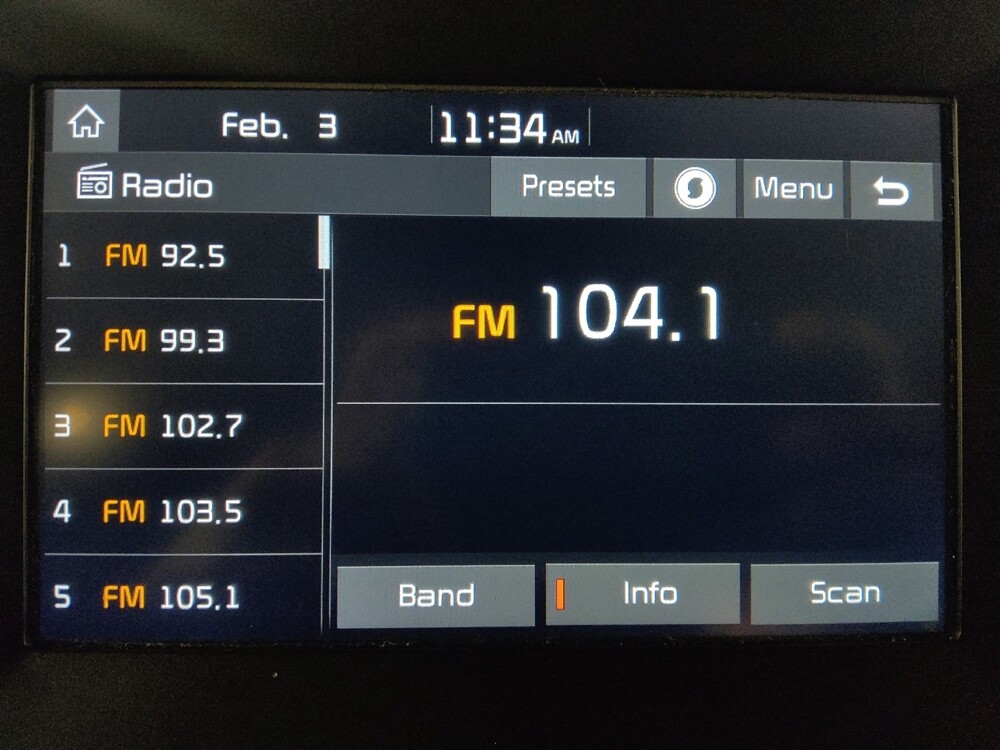 Feb. 3 11:34 AM
Radio Presets Menu
1 FM 92.5
2 FM 99.3
3 FM 102.7
4 FM 103.5
5 FM 105.1
FM 104.1
Band Info Scan